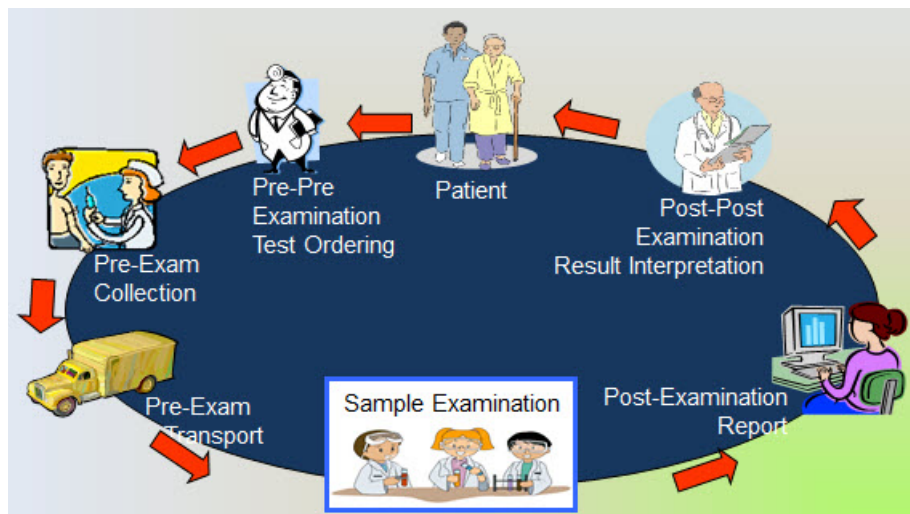 Patient
Pre-Pre
Examination
Test Ordering
Pre-Exam
Collection
Pre-Exam
Transport
Sample Examination
Post-Examination
Report
Post-Post
Examination
Result Interpretation